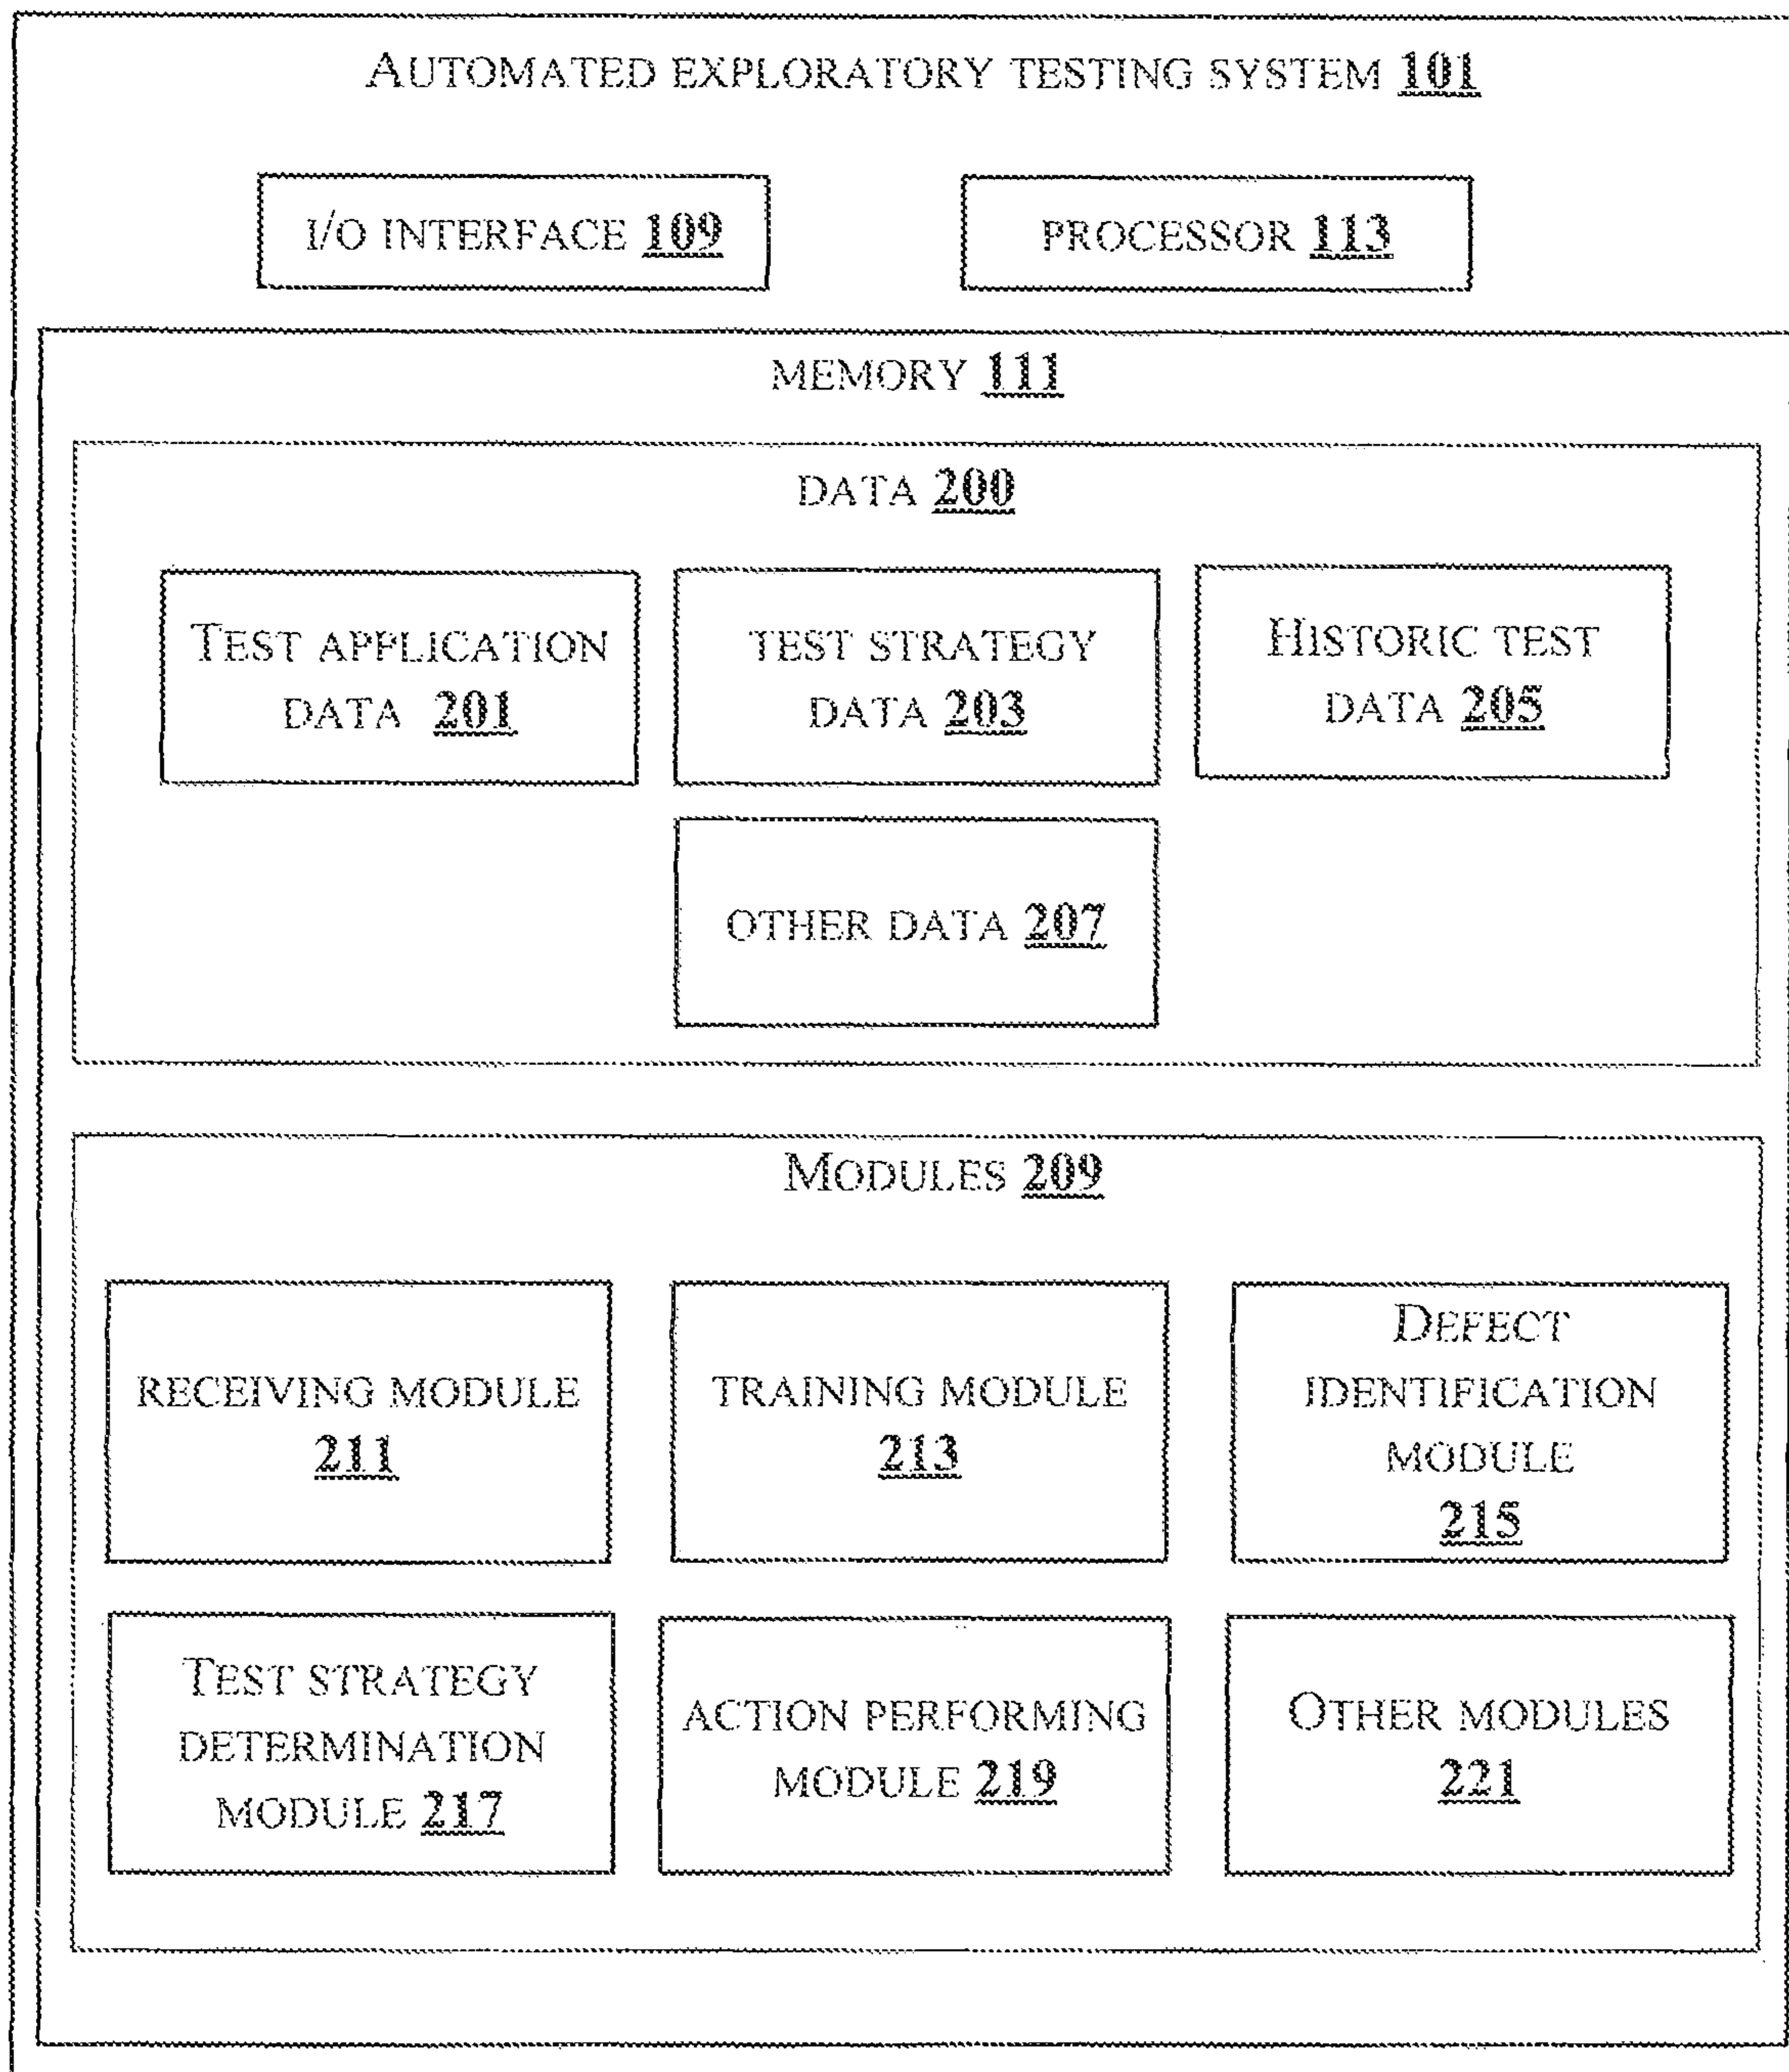 AUTOMATED EXPLORATORY TESTING SYSTEM 101
I/O INTERFACE 109
PROCESSOR 113
MEMORY 111
DATA 200
TEST APPLICATION
DATA 201
TEST STRATEGY
DATA 203
HISTORIC TEST
DATA 205
OTHER DATA 207
MODULES 209
RECEIVING MODULE
211
TRAINING MODULE
213
DEFECT
IDENTIFICATION
MODULE
215
TEST STRATEGY
DETERMINATION
MODULE 217
ACTION PERFORMING
MODULE 219
OTHER MODULES
221